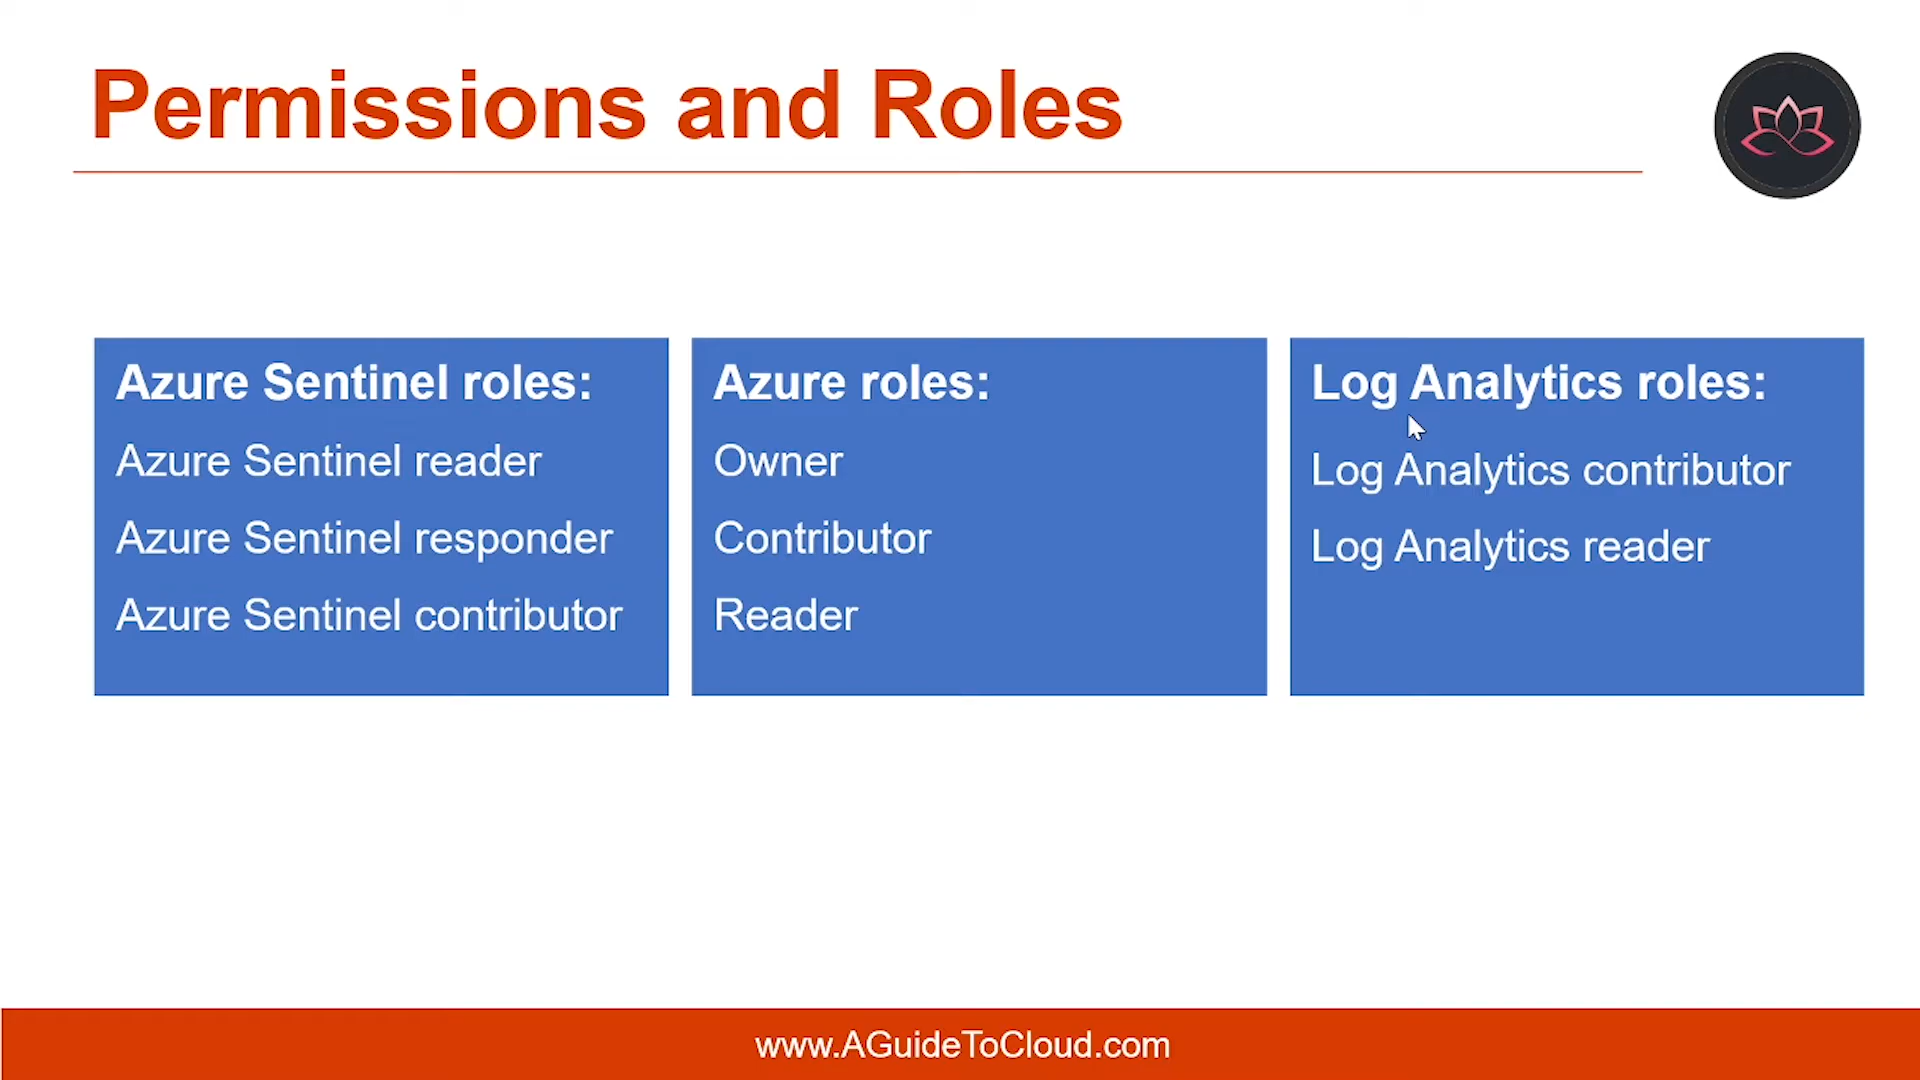 Permissions and Roles
Azure Sentinel roles:
Azure Sentinel reader
Azure Sentinel responder
Azure Sentinel contributor
Azure roles:
Owner
Contributor
Reader
Log Analytics roles:
Log Analytics contributor
Log Analytics reader
www.AGuideToCloud.com